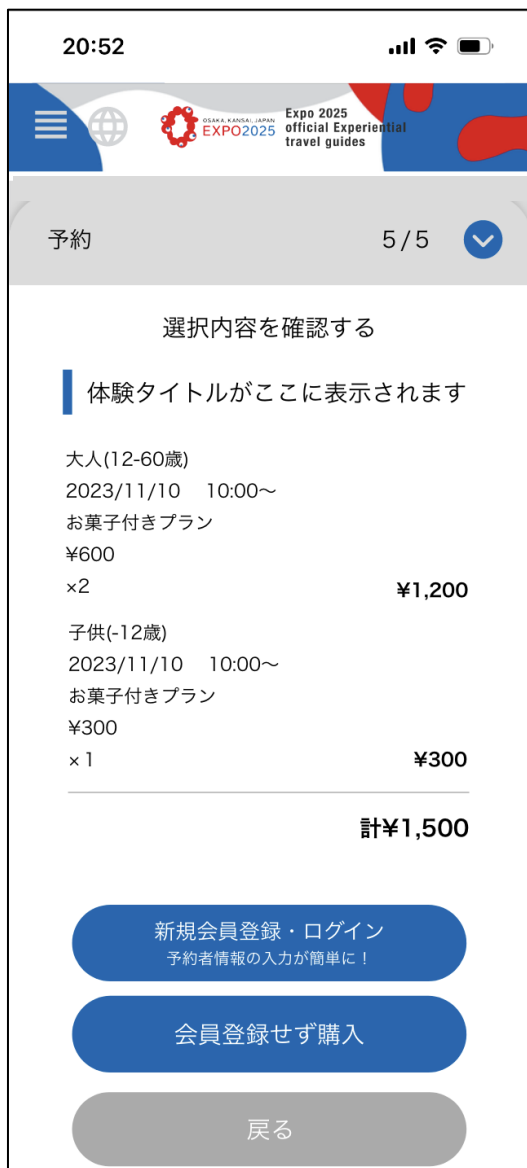 20:52
OSAKA, KANSAI, JAPAN
EXPO2025
Expo 2025
official Experiential
travel guides
予約 5/5
選択内容を確認する
体験タイトルがここに表示されます
大人(12-60歳)
2023/11/10 10:00～
お菓子付きプラン
¥600
×2 ¥1,200
子供(-12歳)
2023/11/10 10:00～
お菓子付きプラン
¥300
×1 ¥300
計¥1,500
新規会員登録・ログイン
予約者情報の入力が簡単に！
会員登録せず購入
戻る